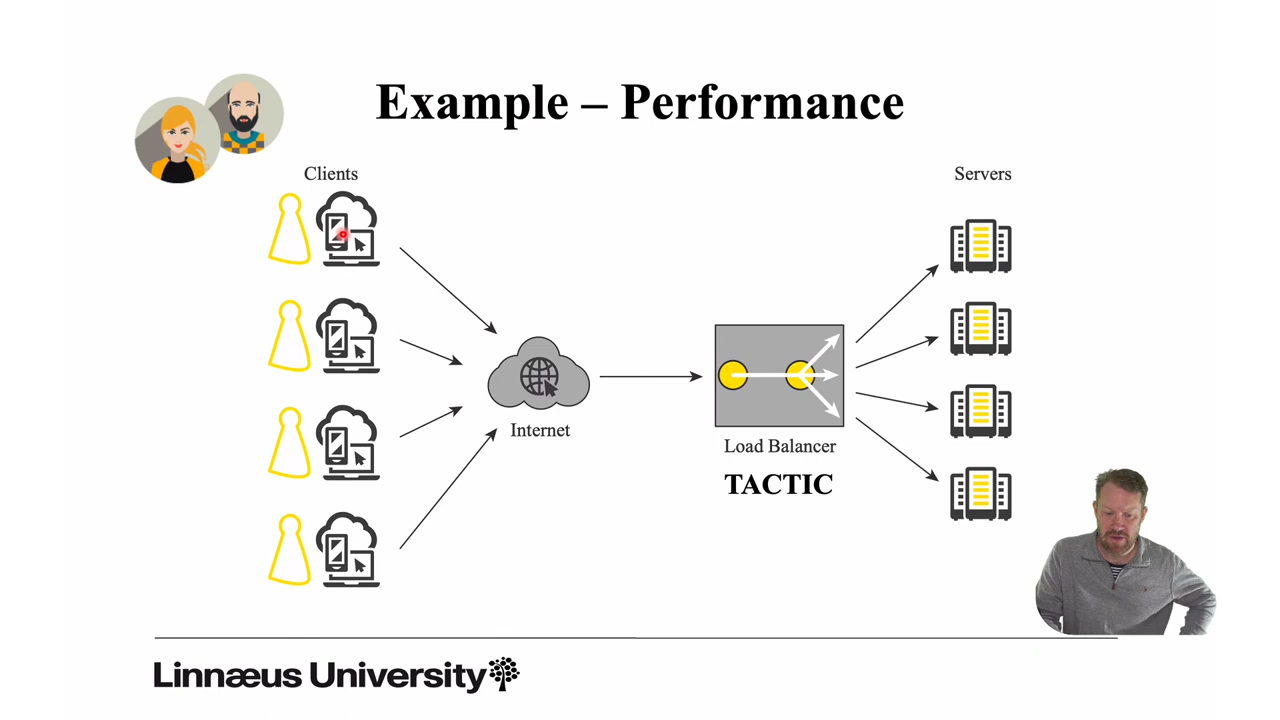 Example – Performance
Clients
Servers
Internet
Load Balancer
TACTIC
Linnæus University